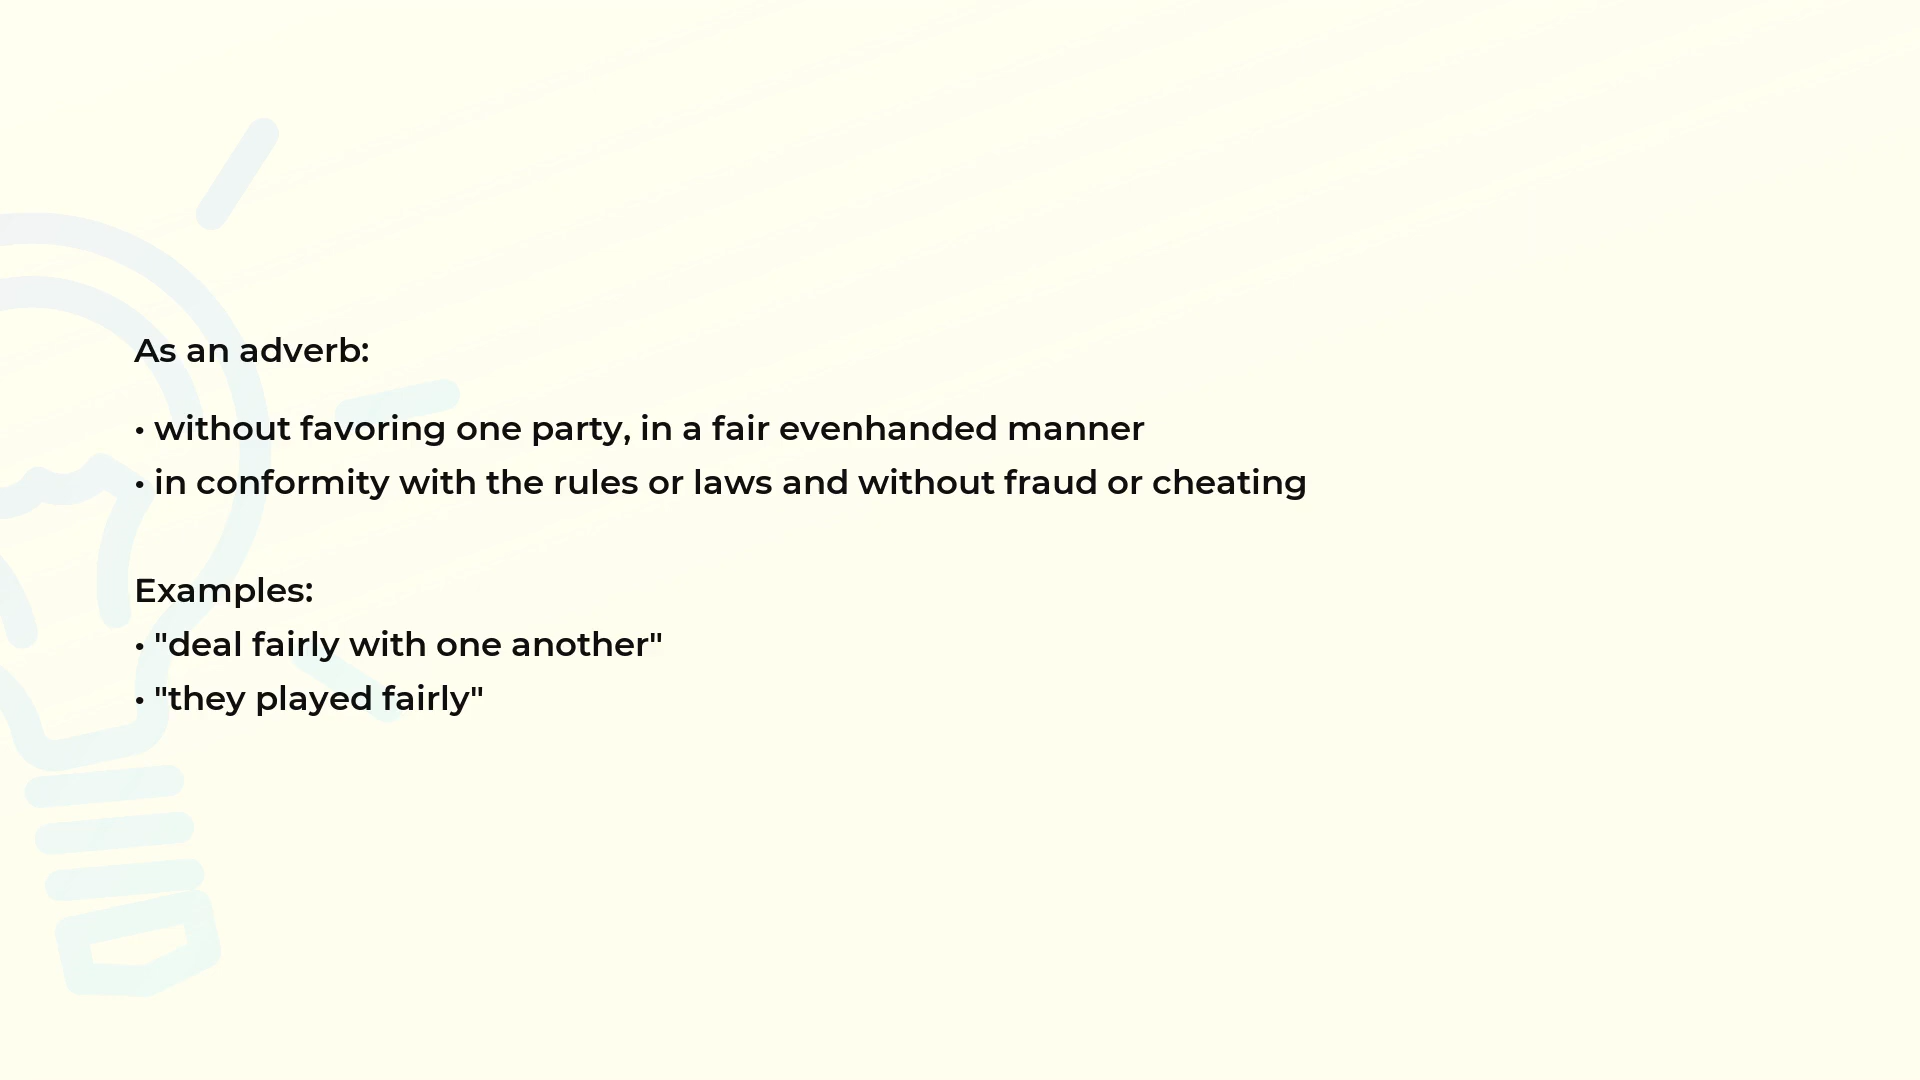 As an adverb:
• without favoring one party, in a fair evenhanded manner
• in conformity with the rules or laws and without fraud or cheating
Examples:
• "deal fairly with one another"
• "they played fairly"